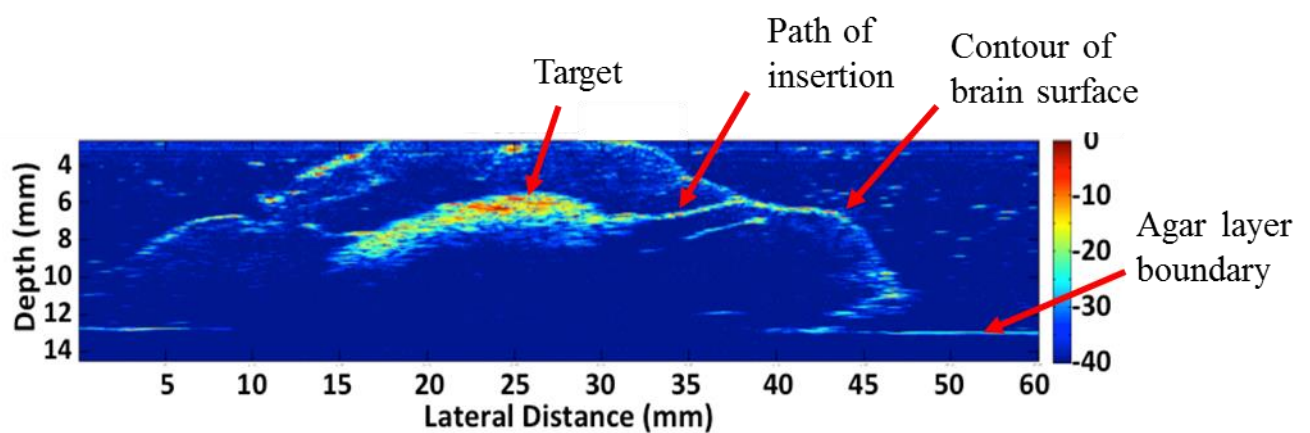 Target
Path of
insertion
Contour of
brain surface
Agar layer
boundary
Depth (mm)
4
6
8
10
12
14
5 10 15 20 25 30 35 40 45 50 55 60
Lateral Distance (mm)
0
-10
-20
-30
-40